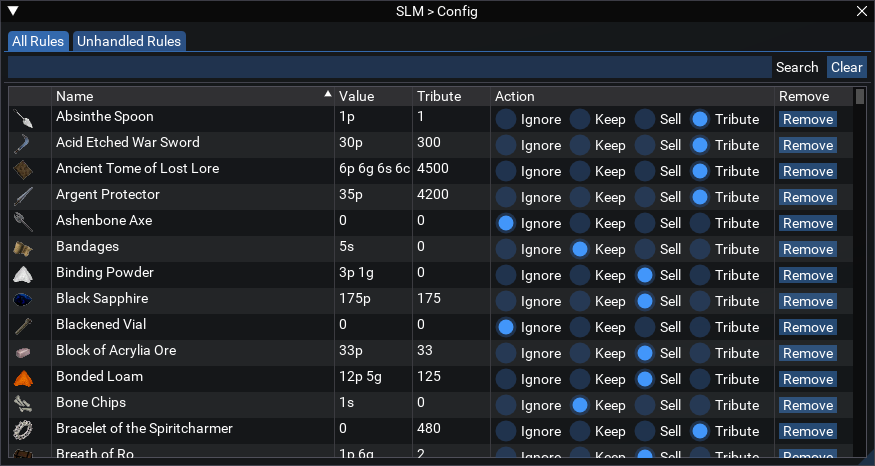 SLM > Config
All Rules Unhandled Rules
Search Clear
Name Value Tribute Action Remove
Absinthe Spoon 1p 1 Ignore Keep Sell Tribute Remove
Acid Etched War Sword 30p 300 Ignore Keep Sell Tribute Remove
Ancient Tome of Lost Lore 6p 6g 6s 6c 4500 Ignore Keep Sell Tribute Remove
Argent Protector 35p 4200 Ignore Keep Sell Tribute Remove
Ashenbone Axe 0 0 Ignore Keep Sell Tribute Remove
Bandages 5s 0 Ignore Keep Sell Tribute Remove
Binding Powder 3p 1g 0 Ignore Keep Sell Tribute Remove
Black Sapphire 175p 175 Ignore Keep Sell Tribute Remove
Blackened Vial 0 0 Ignore Keep Sell Tribute Remove
Block of Acrylia Ore 33p 33 Ignore Keep Sell Tribute Remove
Bonded Loam 12p 5g 125 Ignore Keep Sell Tribute Remove
Bone Chips 1s 0 Ignore Keep Sell Tribute Remove
Bracelet of the Spiritcharmer 0 480 Ignore Keep Sell Tribute Remove
Breath of Ro 1p 6g 2 Ignore Keep Sell Tribute Remove